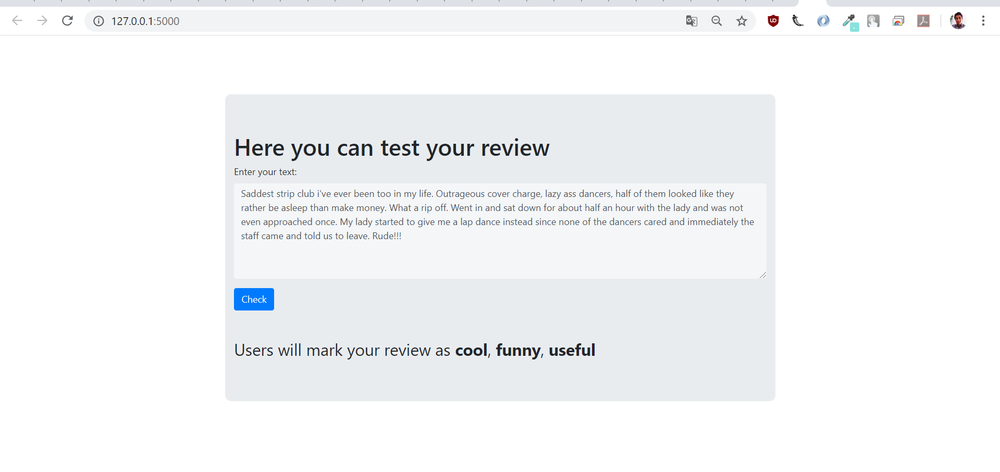 127.0.0.1:5000
Here you can test your review
Enter your text:
Saddest strip club i've ever been too in my life. Outrageous cover charge, lazy ass dancers, half of them looked like they
rather be asleep than make money. What a rip off. Went in and sat down for about half an hour with the lady and was not
even approached once. My lady started to give me a lap dance instead since none of the dancers cared and immediately the
staff came and told us to leave. Rude!!!
Check
Users will mark your review as cool, funny, useful